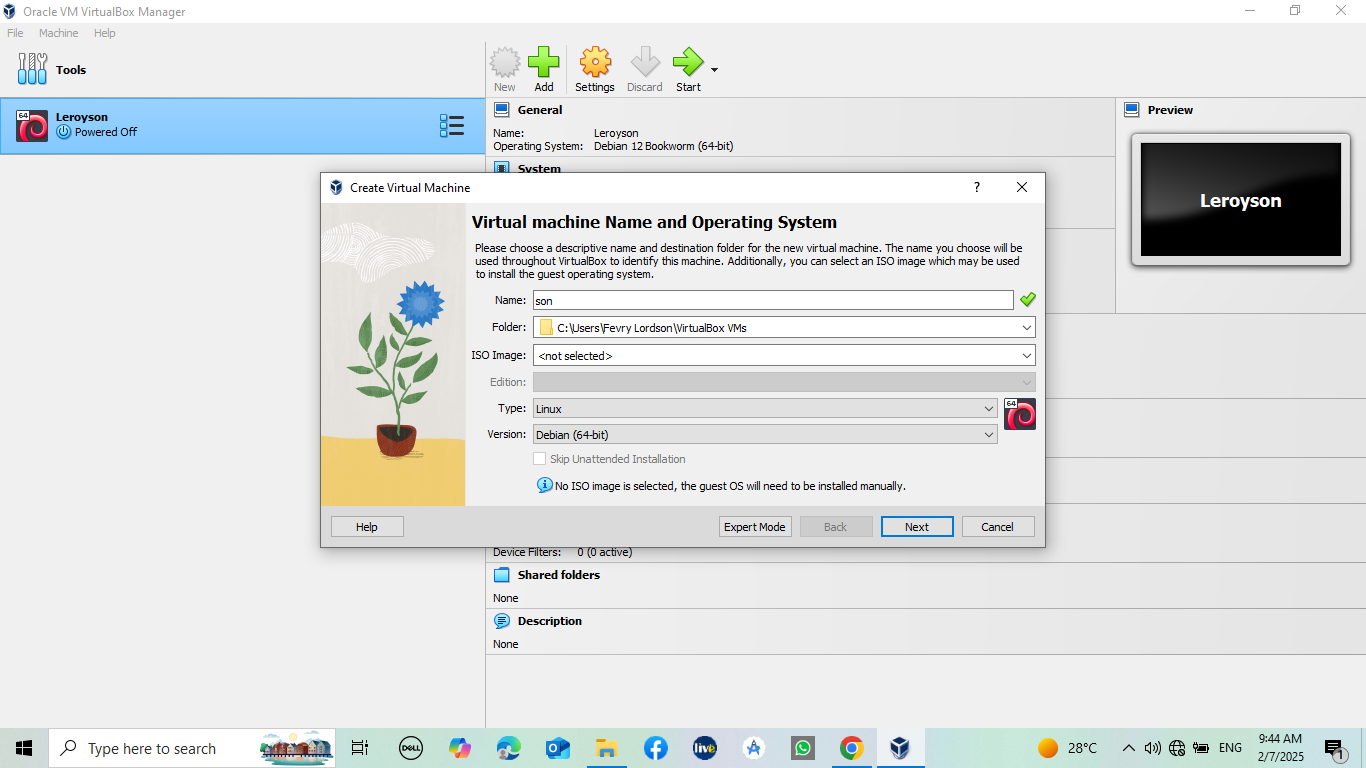 Oracle VM VirtualBox Manager
File Machine Help
Tools
New Add Settings Discard Start
64
Leroyson
Powered Off
General
Name: Leroyson
Operating System: Debian 12 Bookworm (64-bit)
System
Preview
Leroyson
Create Virtual Machine
?
Virtual machine Name and Operating System
Please choose a descriptive name and destination folder for the new virtual machine. The name you choose will be
used throughout VirtualBox to identify this machine. Additionally, you can select an ISO image which may be used
to install the guest operating system.
Name: son
Folder: C:\Users\Fevry Lordson\VirtualBox VMs
ISO Image: <not selected>
Edition:
Type: Linux
64
Version: Debian (64-bit)
Skip Unattended Installation
No ISO image is selected, the guest OS will need to be installed manually.
Help Expert Mode Back Next Cancel
Device Filters: 0 (0 active)
Shared folders
None
Description
None
Type here to search
DELL
live
28°C
ENG
9:44 AM
2/7/2025
1